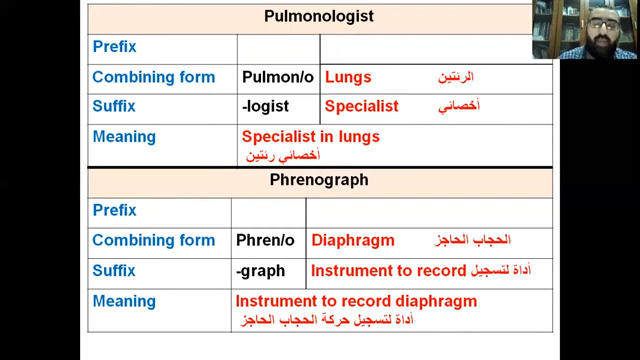 Pulmonologist
Prefix
Combining form Pulmon/o Lungs الرئتين
Suffix -logist Specialist أخصائي
Meaning Specialist in lungs
أخصائي رئتين
Phrenograph
Prefix
Combining form Phren/o Diaphragm الحجاب الحاجز
Suffix -graph Instrument to record أداة لتسجيل
Meaning Instrument to record diaphragm
أداة لتسجيل حركة الحجاب الحاجز